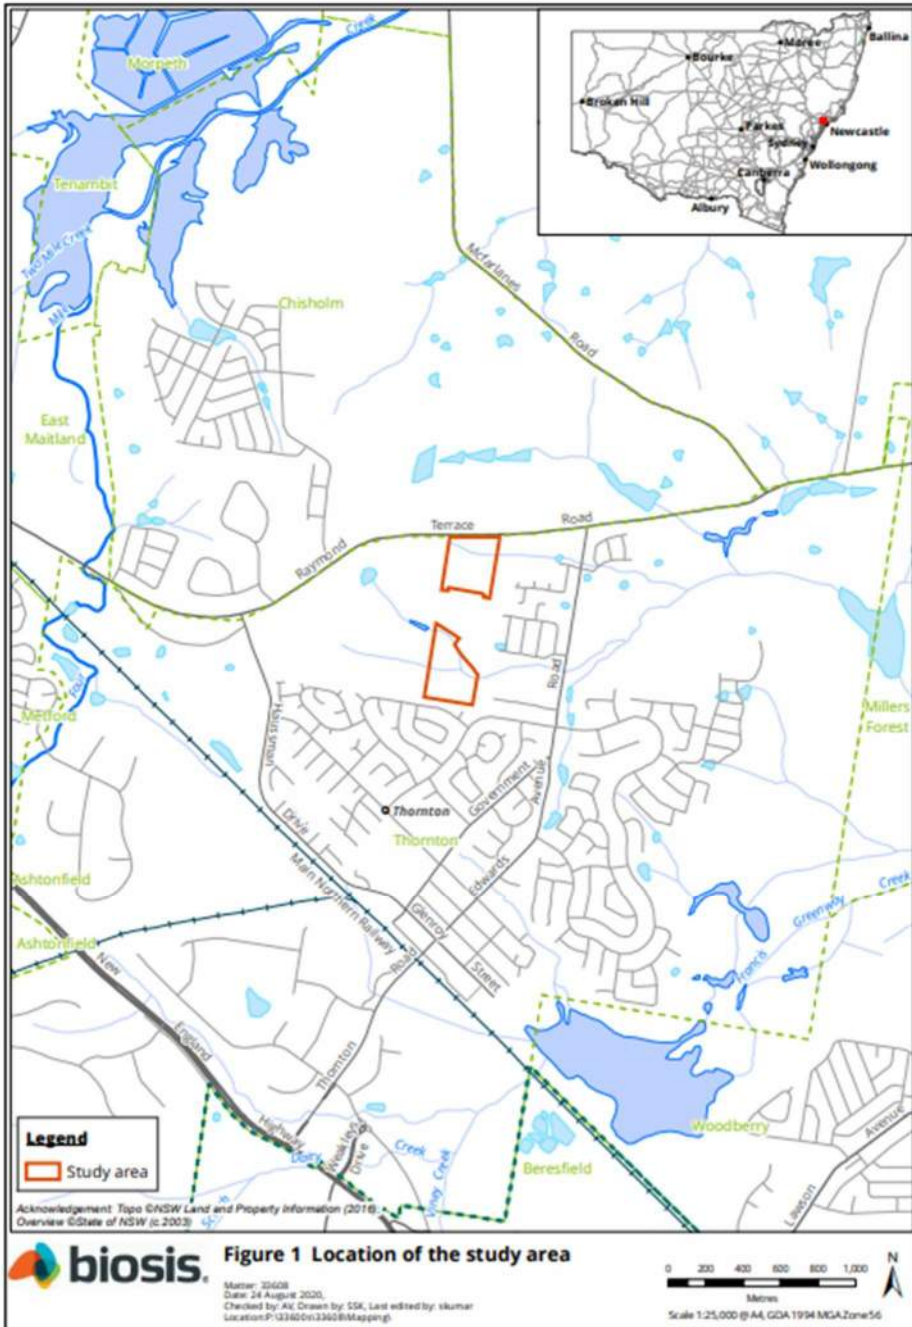 Morpeth
Creek
Tenambit
Two Mile Creek
Mile
Chisholm
East
Maitland
Mcfarlanes
Road
Bourke
Moree
Ballina
Broken Hill
Parkes
Newcastle
Sydney
Wollongong
Canberra
Albury
Raymond
Terrace
Road
Road
Metford
Four
Millers
Forest
Haussman
Drive
Thornton
Thornton
Government
Avenue
Edwards
Glenroy
Street
Main Northern Railway
Road
Thornton
Ashtonfield
Ashtonfield
New
England
Highway
Greenway
Creek
Francis
Woodberry
Avenue
Lawson
Weakleys
Drive
Creek
Viney Creek
Beresfield
Legend
Study area
Acknowledgement: Topo ©NSW Land and Property Information (2016)
Overview ©State of NSW (c.2003)
biosis.
Figure 1 Location of the study area
Matter: 33608
Date: 24 August 2020,
Checked by: AV, Drawn by: SSK, Last edited by: skumar
0 200 400 600 800 1,000
Metres
Scale 1:25,000 @ A4, GDA 1994 MGA Zone 56
N